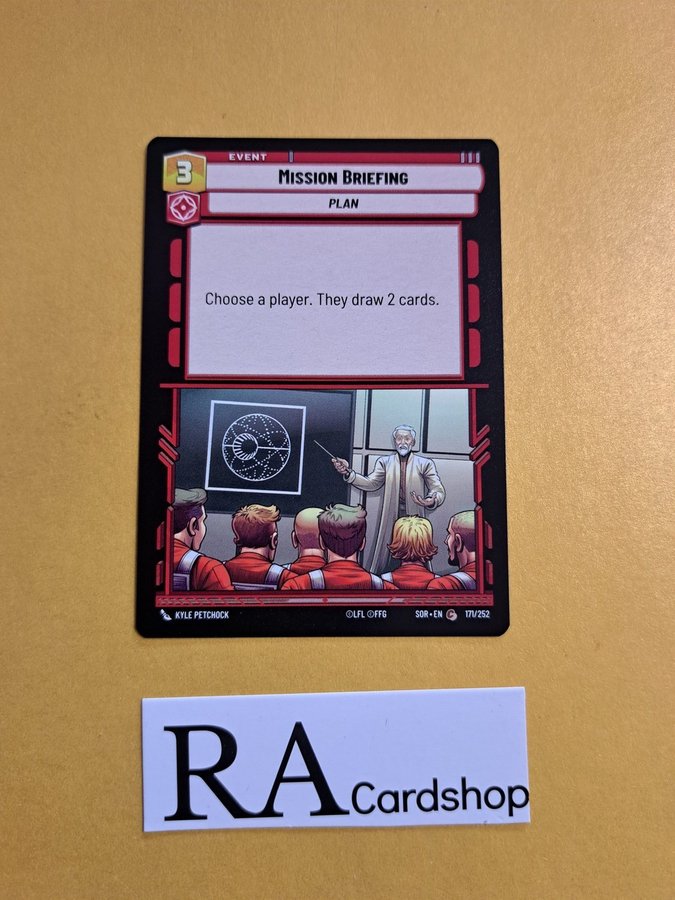 EVENT
3
MISSION BRIEFING
PLAN
Choose a player. They draw 2 cards.
KYLE PETCHOCK ©LFL ©FFG SOR • EN C 171/252
RA Cardshop